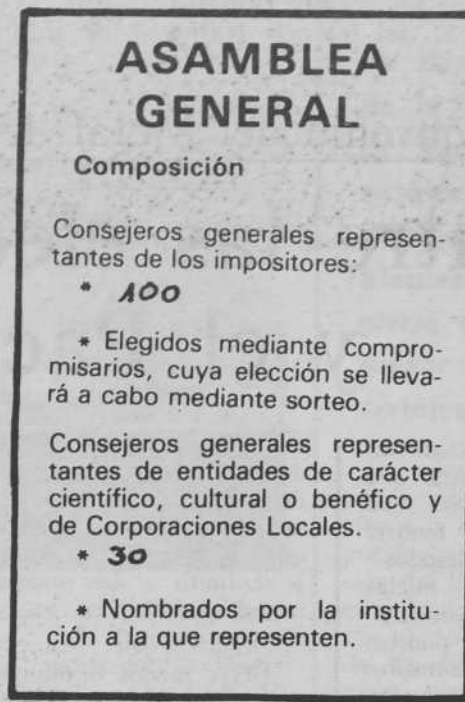 ASAMBLEA
GENERAL
Composición
Consejeros generales represen-
tantes de los impositores:
* 100
* Elegidos mediante compro-
misarios, cuya elección se lleva-
rá a cabo mediante sorteo.
Consejeros generales represen-
tantes de entidades de carácter
científico, cultural o benéfico y
de Corporaciones Locales.
* 30
* Nombrados por la institu-
ción a la que representen.